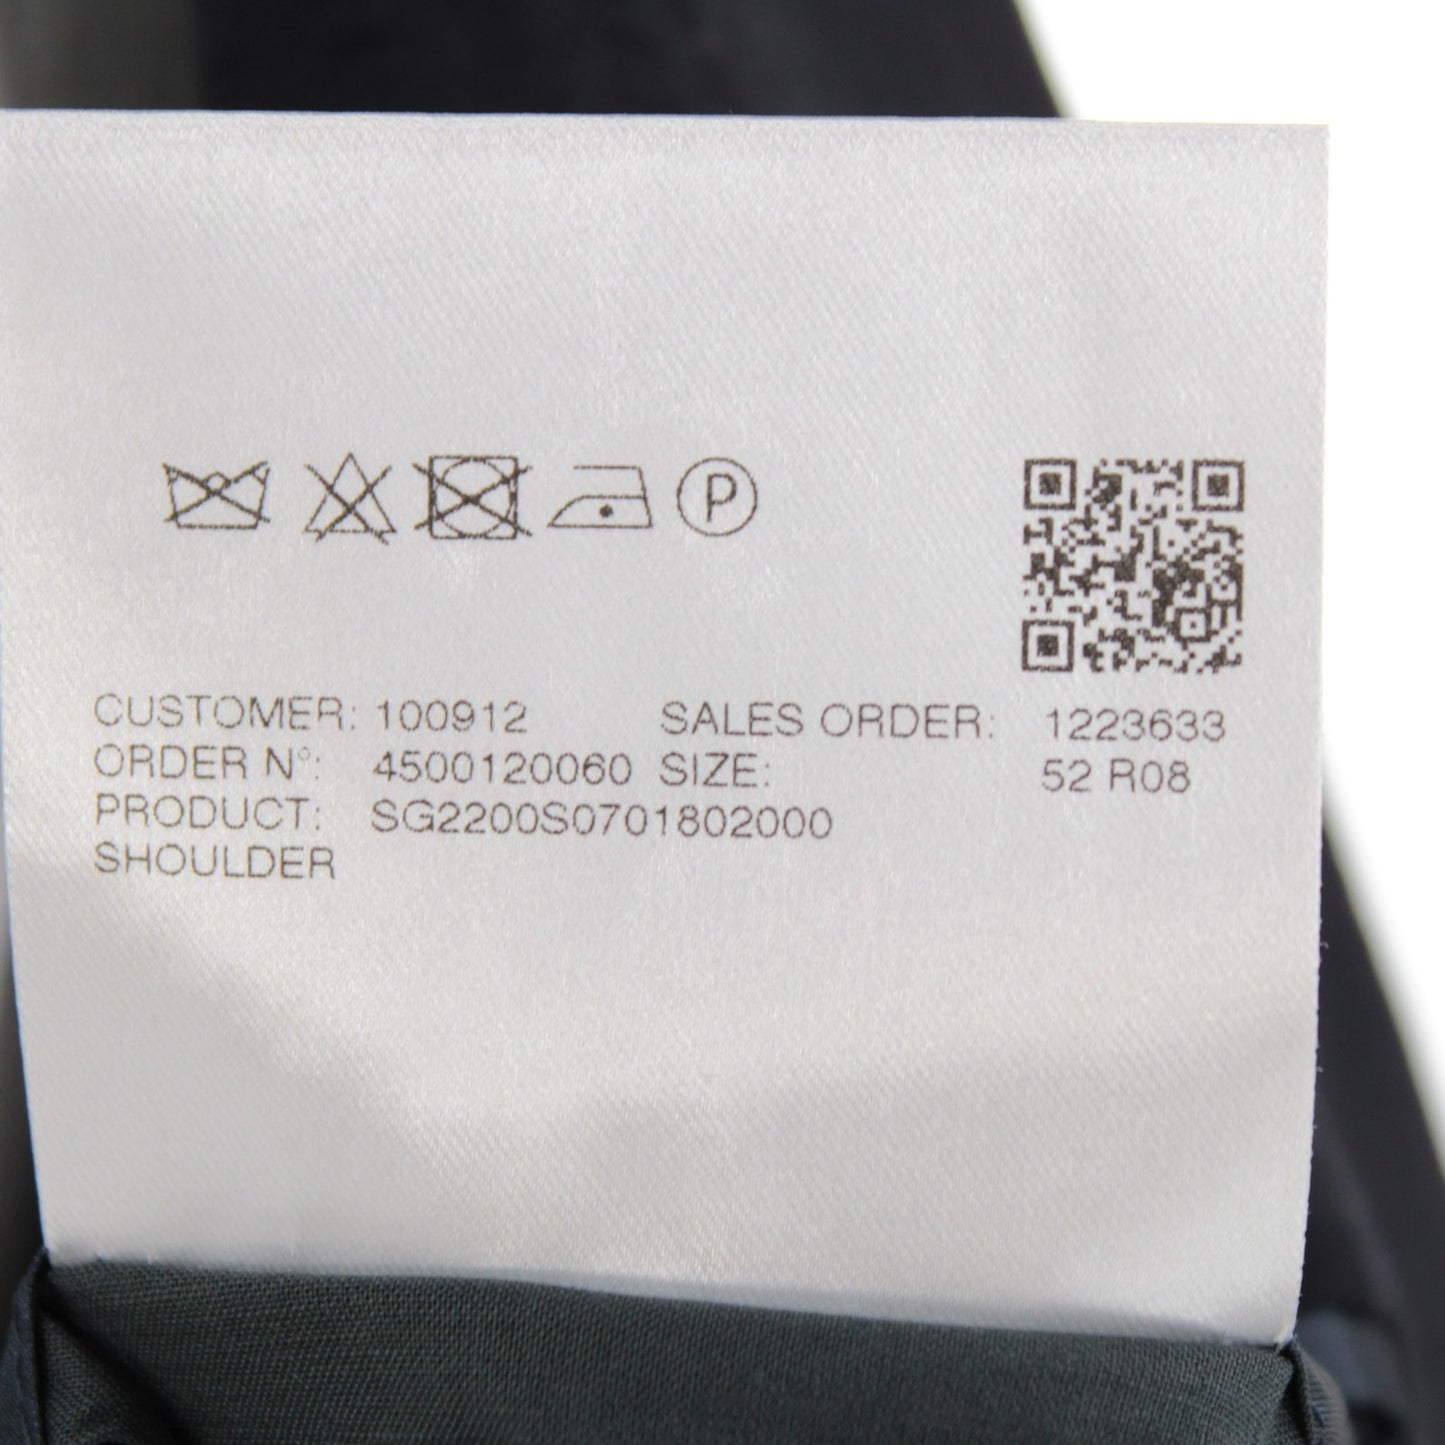 P
CUSTOMER: 100912 SALES ORDER: 1223633
ORDER N°: 4500120060 SIZE: 52 R08
PRODUCT: SG2200S0701802000
SHOULDER